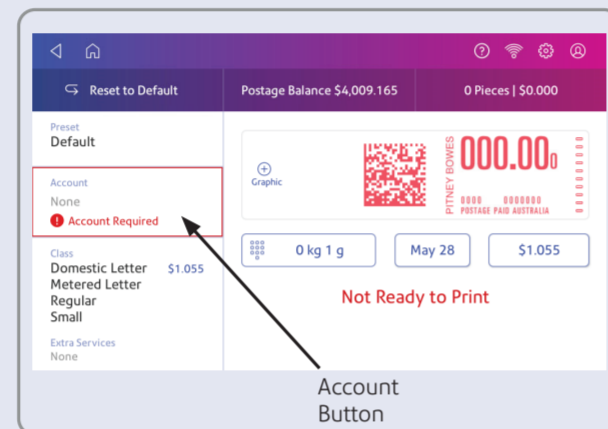 Reset to Default
Postage Balance $4,009.165
0 Pieces | $0.000
Preset
Default
Account
None
Account Required
Class
Domestic Letter $1.055
Metered Letter
Regular
Small
Extra Services
None
Graphic
PITNEY BOWES
000.000
0000 0000000
POSTAGE PAID AUSTRALIA
0 kg 1 g
May 28
$1.055
Not Ready to Print
Account
Button